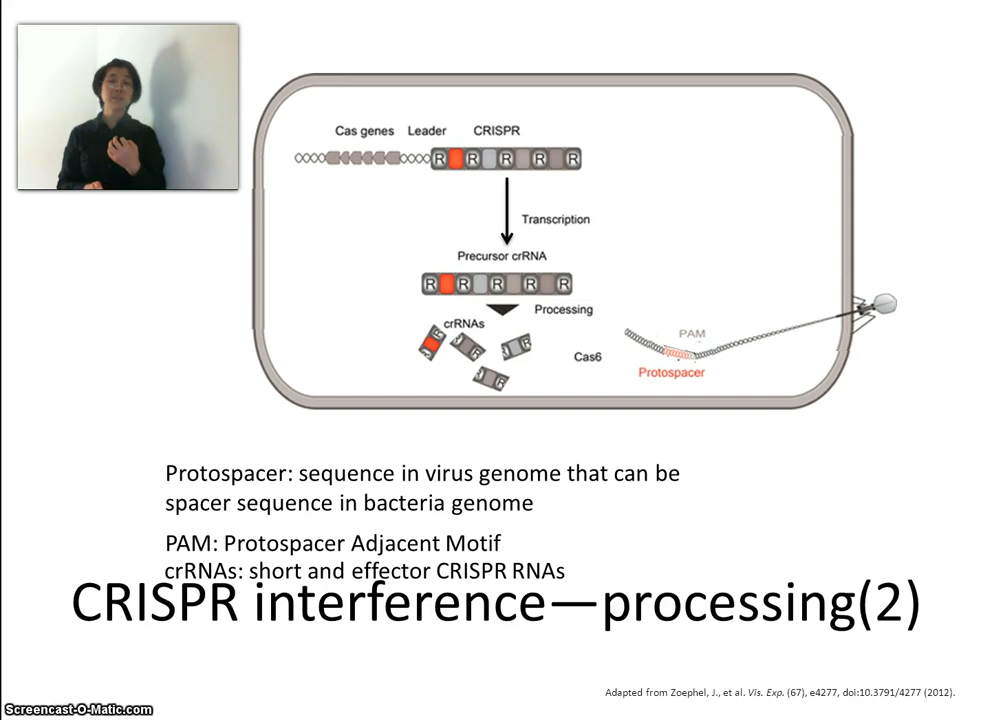 Cas genes Leader CRISPR
R R R R R
Transcription
Precursor crRNA
R R R R R
Processing
crRNAs
R R R R
Cas6
PAM
Protospacer
Protospacer: sequence in virus genome that can be
spacer sequence in bacteria genome
PAM: Protospacer Adjacent Motif
crRNAs: short and effector CRISPR RNAs
CRISPR interference—processing(2)
Adapted from Zoephel, J., et al. Vis. Exp. (67), e4277, doi:10.3791/4277 (2012).
Screencast-O-Matic.com